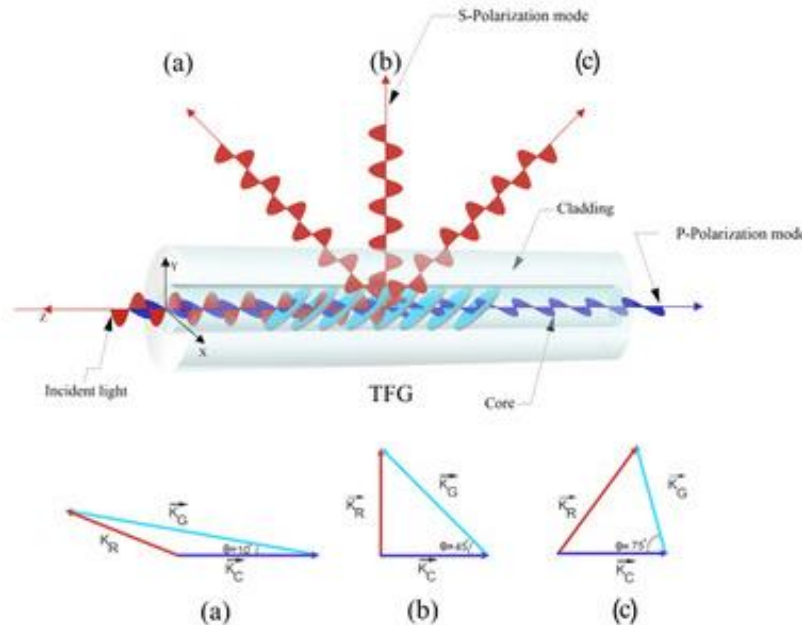 S-Polarization mode
(a)
(b)
(c)
Cladding
P-Polarization mode
Y
Z
X
Incident light
TFG
Core
K_G
K_R
θ=10°
K_C
(a)
K_R
K_G
θ=45°
K_C
(b)
K_R
K_G
θ=75°
K_C
(c)